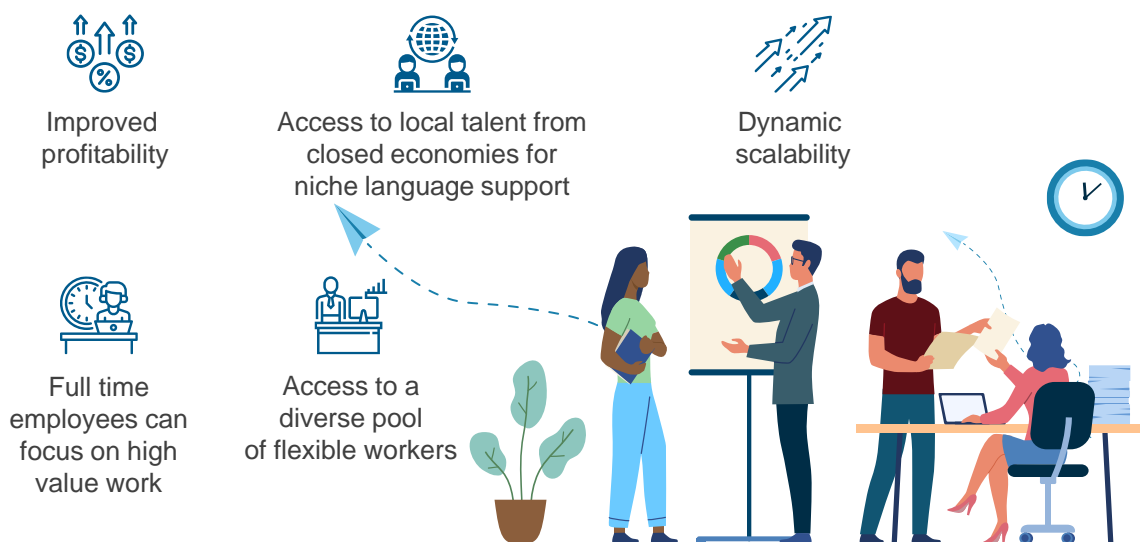 Improved
profitability
Access to local talent from
closed economies for
niche language support
Dynamic
scalability
Full time
employees can
focus on high
value work
Access to a
diverse pool
of flexible workers